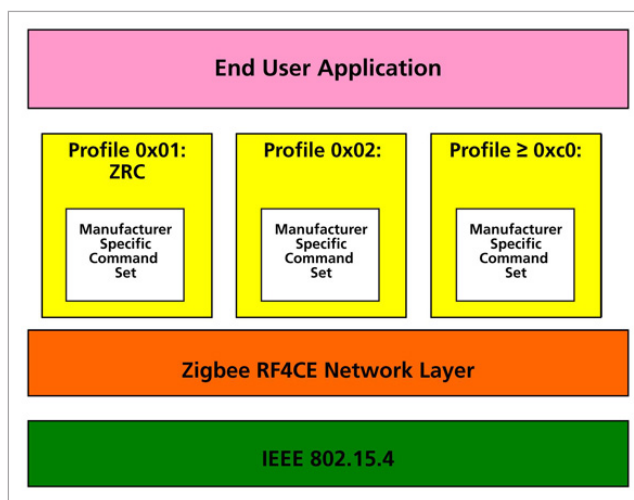 End User Application
Profile 0x01:
ZRC
Manufacturer
Specific
Command
Set
Profile 0x02:
Manufacturer
Specific
Command
Set
Profile ≥ 0xc0:
Manufacturer
Specific
Command
Set
Zigbee RF4CE Network Layer
IEEE 802.15.4